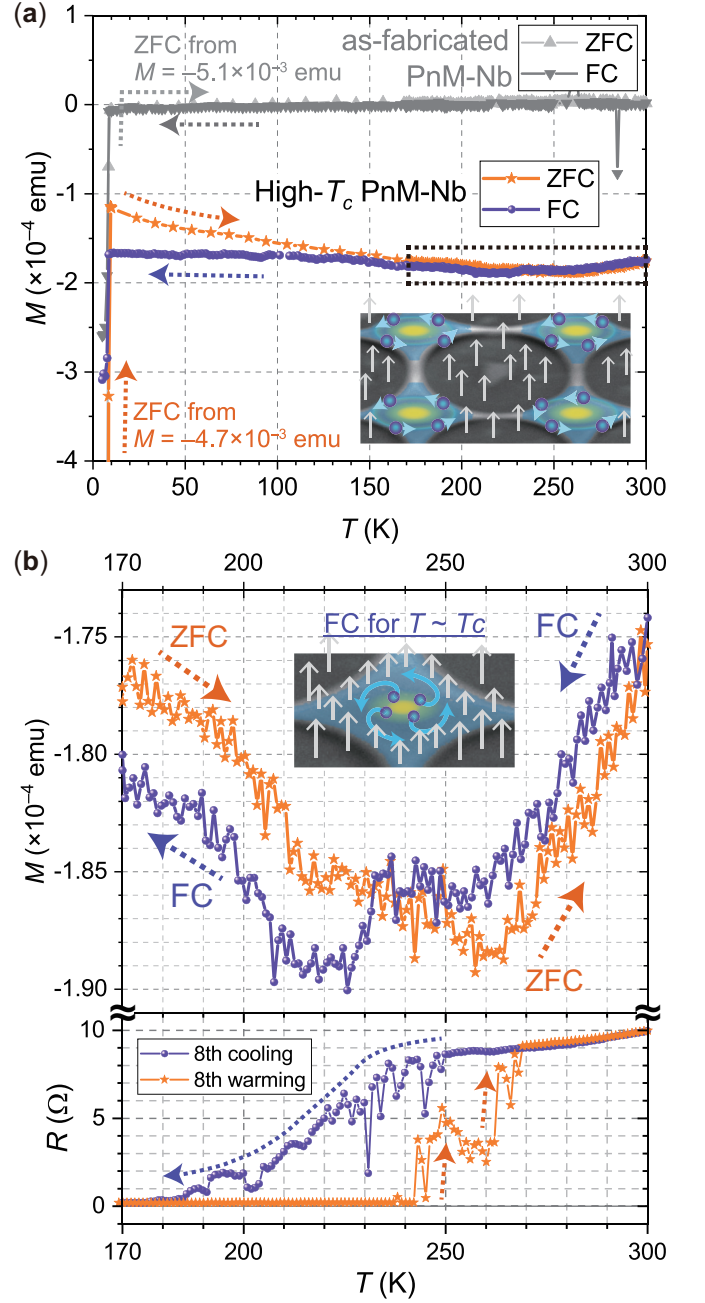 (a)
1
0
-1
-2
-3
-4
M (×10⁻⁴ emu)
ZFC from
M = –5.1×10⁻³ emu
as-fabricated
PnM-Nb
ZFC
FC
High-Tc PnM-Nb
ZFC
FC
ZFC from
M = –4.7×10⁻³ emu
0 50 100 150 200 250 300
T (K)
(b)
170 200 250 300
-1.75
-1.80
-1.85
-1.90
M (×10⁻⁴ emu)
ZFC
FC for T ~ Tc
FC
FC
ZFC
10
5
0
R (Ω)
8th cooling
8th warming
170 200 250 300
T (K)